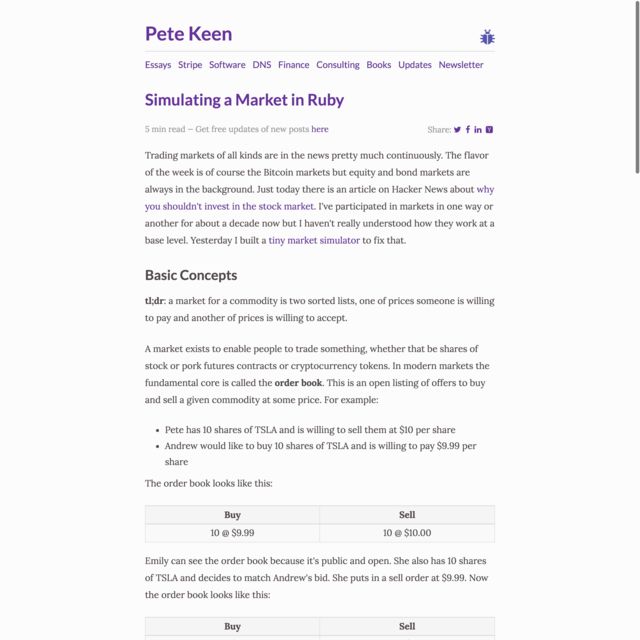 Pete Keen
Essays Stripe Software DNS Finance Consulting Books Updates Newsletter
Simulating a Market in Ruby
5 min read — Get free updates of new posts here
Share:
Trading markets of all kinds are in the news pretty much continuously. The flavor
of the week is of course the Bitcoin markets but equity and bond markets are
always in the background. Just today there is an article on Hacker News about why
you shouldn't invest in the stock market. I've participated in markets in one way or
another for about a decade now but I haven't really understood how they work at a
base level. Yesterday I built a tiny market simulator to fix that.
Basic Concepts
tl;dr: a market for a commodity is two sorted lists, one of prices someone is willing
to pay and another of prices is willing to accept.
A market exists to enable people to trade something, whether that be shares of
stock or pork futures contracts or cryptocurrency tokens. In modern markets the
fundamental core is called the order book. This is an open listing of offers to buy
and sell a given commodity at some price. For example:
• Pete has 10 shares of TSLA and is willing to sell them at $10 per share
• Andrew would like to buy 10 shares of TSLA and is willing to pay $9.99 per
share
The order book looks like this:
Buy Sell
10 @ $9.99 10 @ $10.00
Emily can see the order book because it's public and open. She also has 10 shares
of TSLA and decides to match Andrew's bid. She puts in a sell order at $9.99. Now
the order book looks like this:
Buy Sell